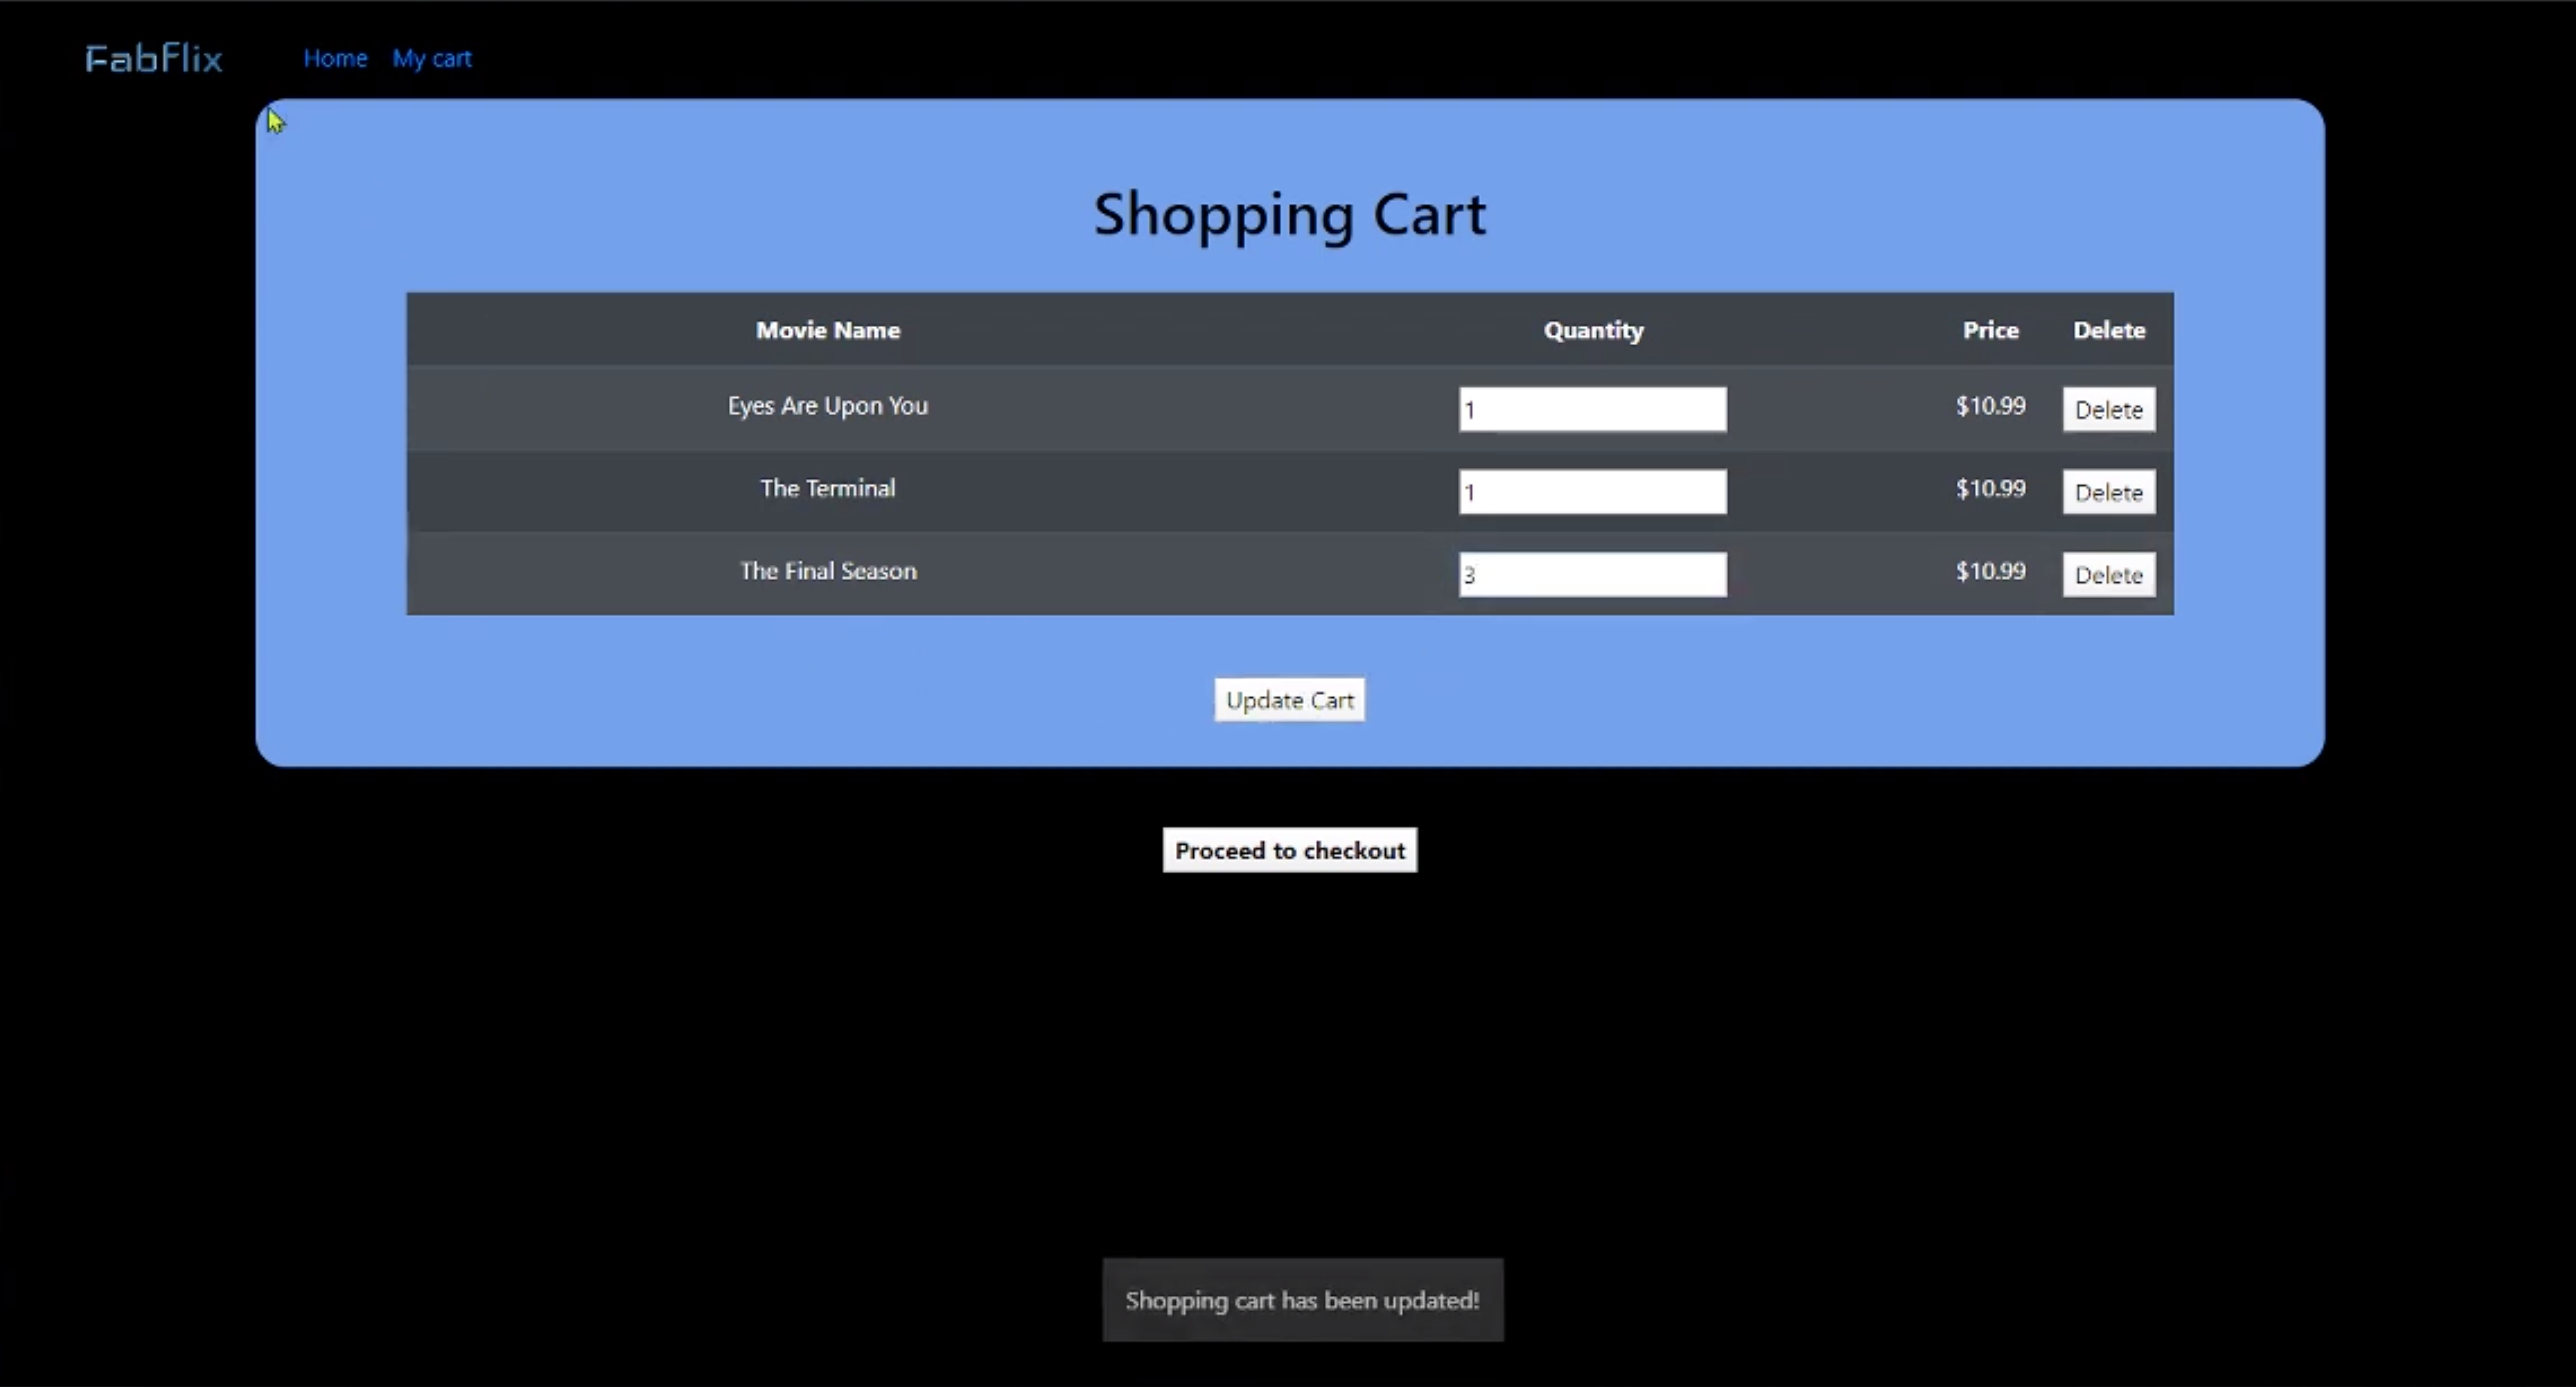 FabFlix Home My cart
Shopping Cart
Movie Name Quantity Price Delete
Eyes Are Upon You 1 $10.99 Delete
The Terminal 1 $10.99 Delete
The Final Season 3 $10.99 Delete
Update Cart
Proceed to checkout
Shopping cart has been updated!